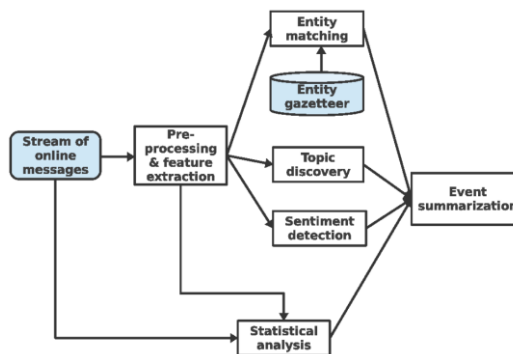 Entity
matching
Entity
gazetteer
Stream of
online
messages
Pre-
processing
& feature
extraction
Topic
discovery
Sentiment
detection
Event
summarization
Statistical
analysis